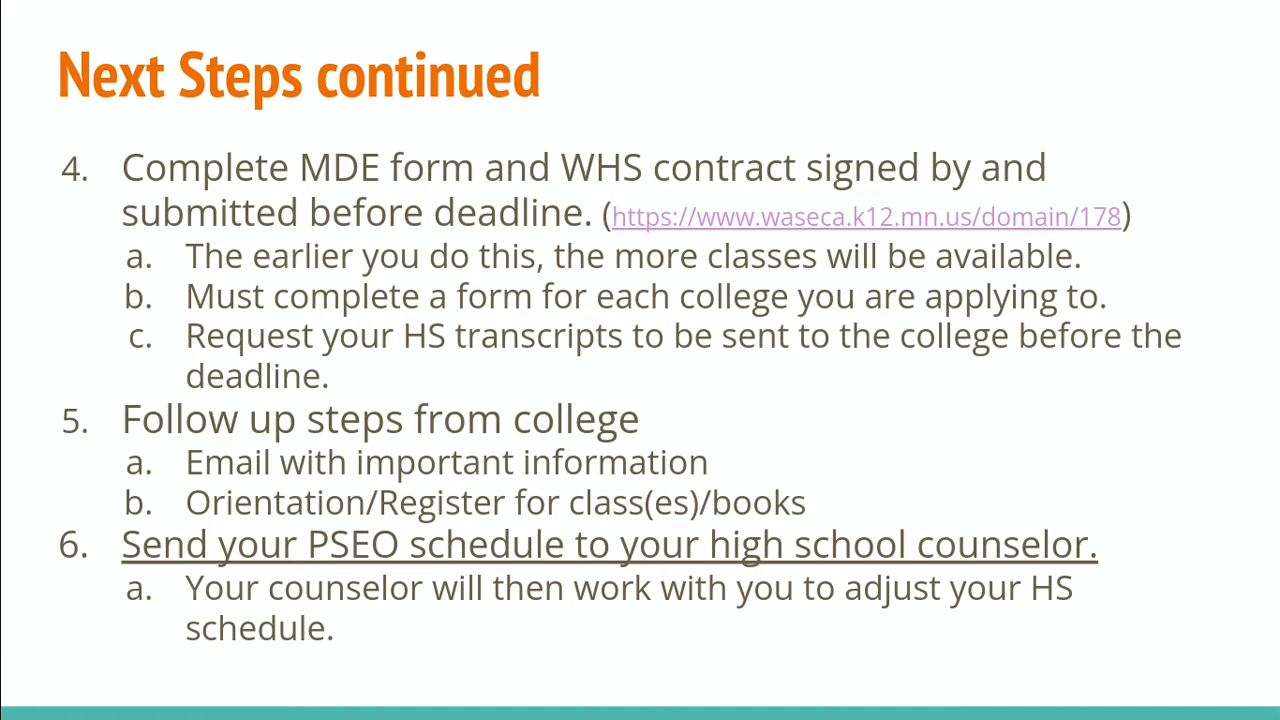 Next Steps continued
4. Complete MDE form and WHS contract signed by and
submitted before deadline. (https://www.waseca.k12.mn.us/domain/178)
a. The earlier you do this, the more classes will be available.
b. Must complete a form for each college you are applying to.
c. Request your HS transcripts to be sent to the college before the
deadline.
5. Follow up steps from college
a. Email with important information
b. Orientation/Register for class(es)/books
6. Send your PSEO schedule to your high school counselor.
a. Your counselor will then work with you to adjust your HS
schedule.